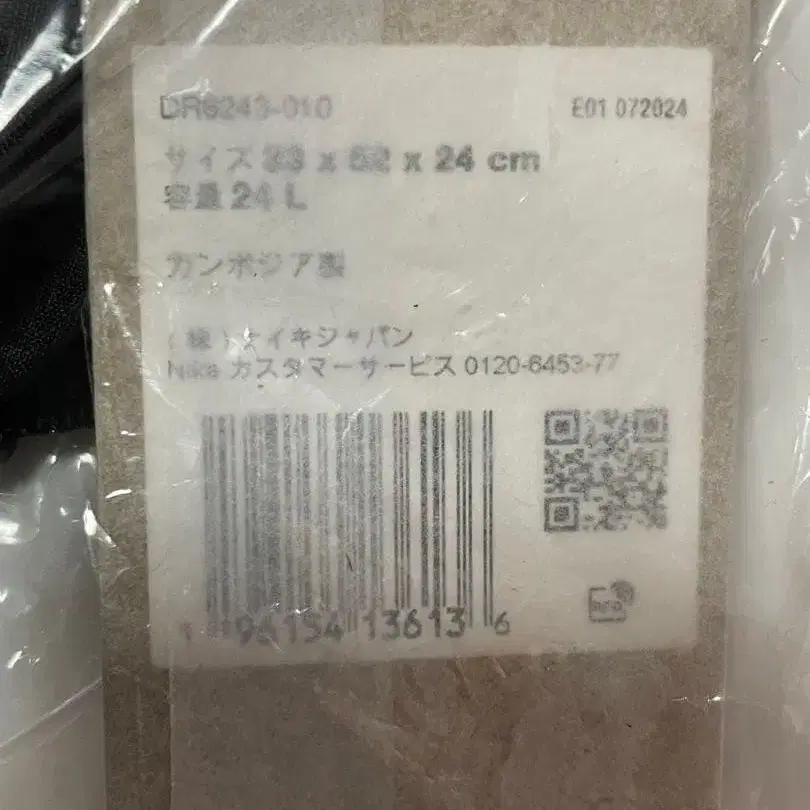 DR6243-010
E01 072024
サイズ 33 x 52 x 24 cm
容量 24 L
カンボジア製
(株)ナイキジャパン
Nike カスタマーサービス 0120-6453-77
1 96154 13613 6